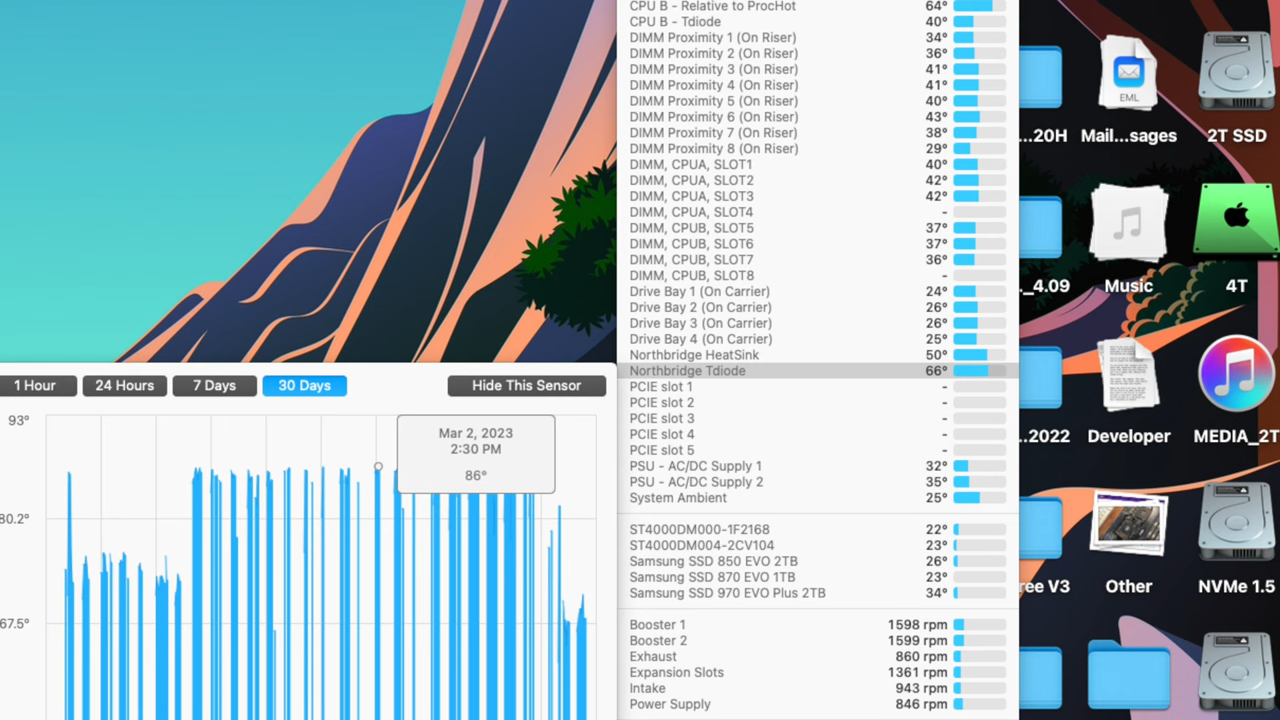 CPU B - Relative to ProcHot 64°
CPU B - Tdiode 40°
DIMM Proximity 1 (On Riser) 34°
DIMM Proximity 2 (On Riser) 36°
DIMM Proximity 3 (On Riser) 41°
DIMM Proximity 4 (On Riser) 41°
DIMM Proximity 5 (On Riser) 40°
DIMM Proximity 6 (On Riser) 43°
DIMM Proximity 7 (On Riser) 38°
DIMM Proximity 8 (On Riser) 29°
DIMM, CPUA, SLOT1 40°
DIMM, CPUA, SLOT2 42°
DIMM, CPUA, SLOT3 42°
DIMM, CPUA, SLOT4 -
DIMM, CPUB, SLOT5 37°
DIMM, CPUB, SLOT6 37°
DIMM, CPUB, SLOT7 36°
DIMM, CPUB, SLOT8 -
Drive Bay 1 (On Carrier) 24°
Drive Bay 2 (On Carrier) 26°
Drive Bay 3 (On Carrier) 26°
Drive Bay 4 (On Carrier) 25°
Northbridge HeatSink 50°
Northbridge Tdiode 66°
PCIE slot 1 -
PCIE slot 2 -
PCIE slot 3 -
PCIE slot 4 -
PCIE slot 5 -
PSU - AC/DC Supply 1 32°
PSU - AC/DC Supply 2 35°
System Ambient 25°
ST4000DM000-1F2168 22°
ST4000DM004-2CV104 23°
Samsung SSD 850 EVO 2TB 26°
Samsung SSD 870 EVO 1TB 23°
Samsung SSD 970 EVO Plus 2TB 34°
Booster 1 1598 rpm
Booster 2 1599 rpm
Exhaust 860 rpm
Expansion Slots 1361 rpm
Intake 943 rpm
Power Supply 846 rpm
1 Hour 24 Hours 7 Days 30 Days Hide This Sensor
93°
Mar 2, 2023
2:30 PM
86°
80.2°
67.5°
EML
...20H Mail...sages 2T SSD
._4.09 Music 4T
..2022 Developer MEDIA_2T
ree V3 Other NVMe 1.5